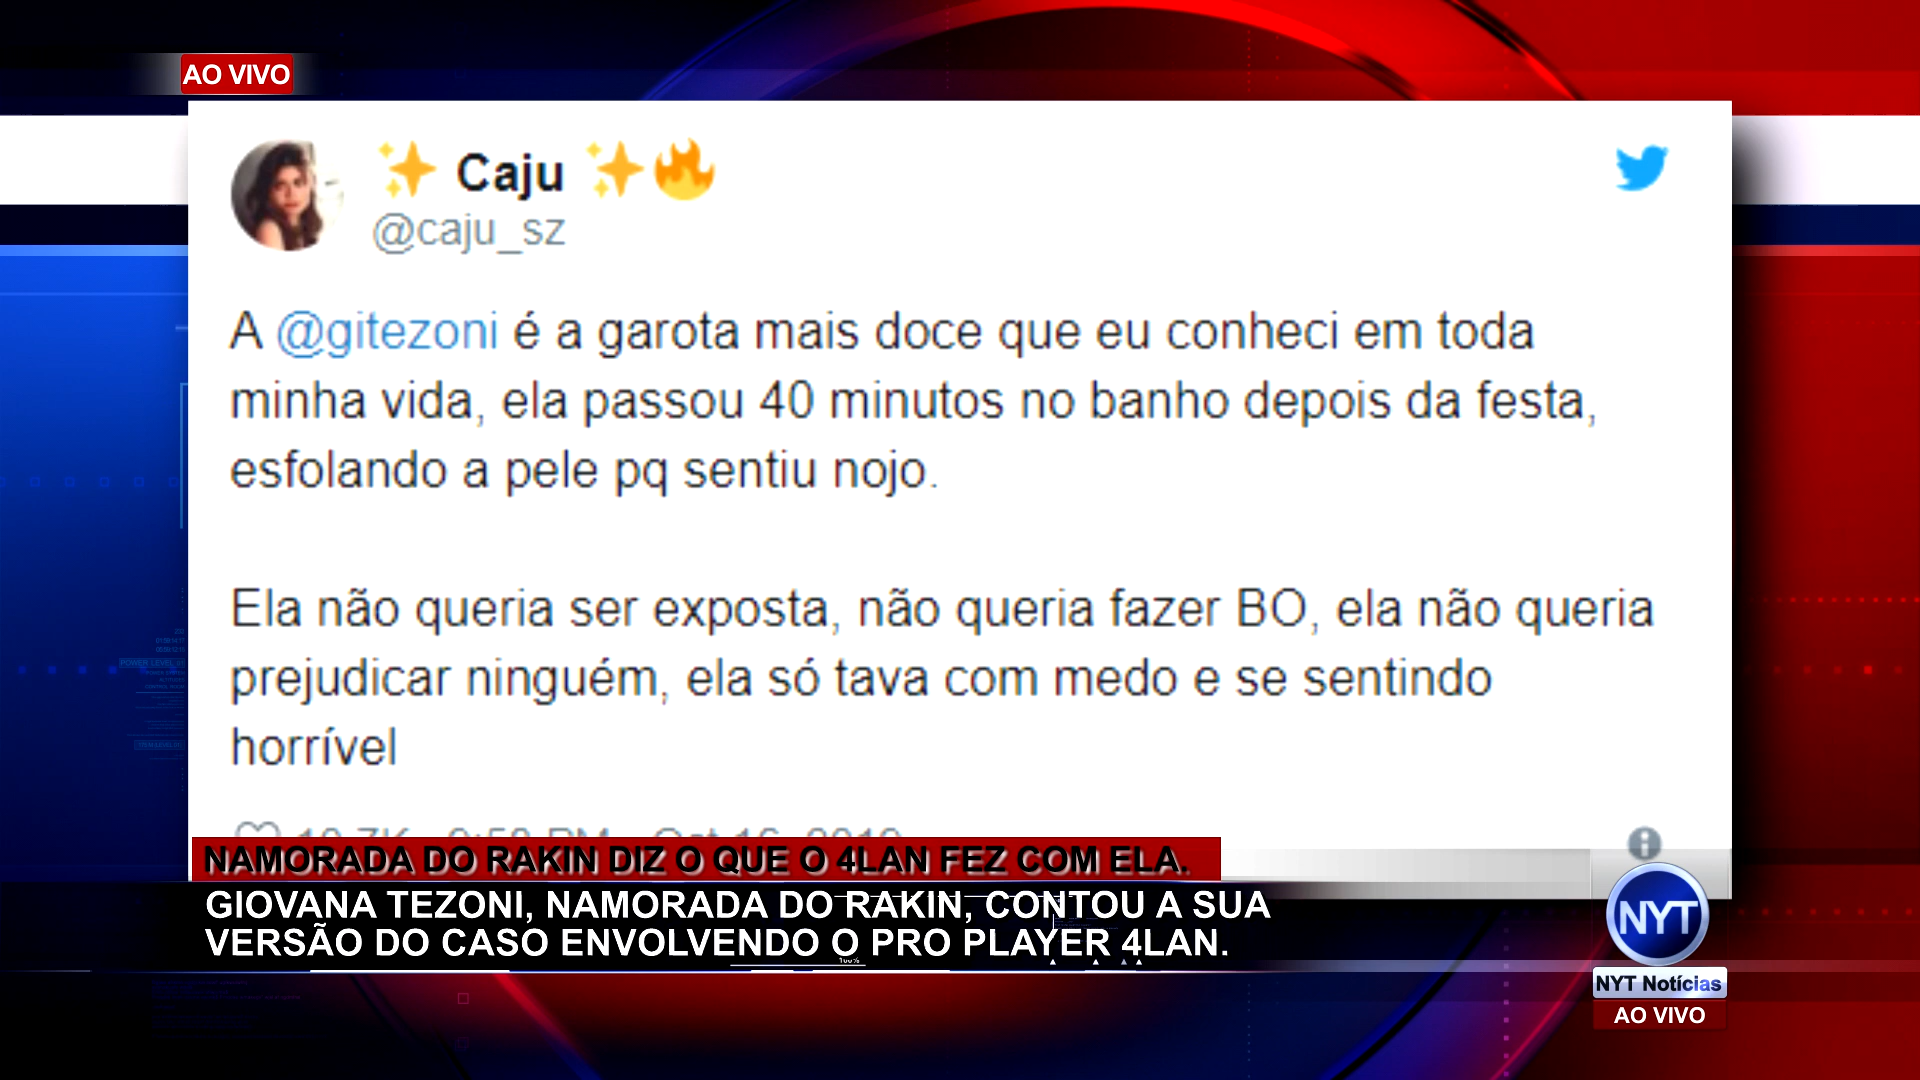 AO VIVO
✨ Caju ✨🔥
@caju_sz
A @gitezoni é a garota mais doce que eu conheci em toda
minha vida, ela passou 40 minutos no banho depois da festa,
esfolando a pele pq sentiu nojo.
Ela não queria ser exposta, não queria fazer BO, ela não queria
prejudicar ninguém, ela só tava com medo e se sentindo
horrível
NAMORADA DO RAKIN DIZ O QUE O 4LAN FEZ COM ELA.
GIOVANA TEZONI, NAMORADA DO RAKIN, CONTOU A SUA
VERSÃO DO CASO ENVOLVENDO O PRO PLAYER 4LAN.
NYT
NYT Notícias
AO VIVO